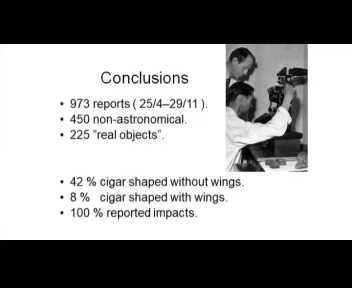 Conclusions
• 973 reports ( 25/4–29/11 ).
• 450 non-astronomical.
• 225 ”real objects”.
• 42 % cigar shaped without wings.
• 8 % cigar shaped with wings.
• 100 % reported impacts.